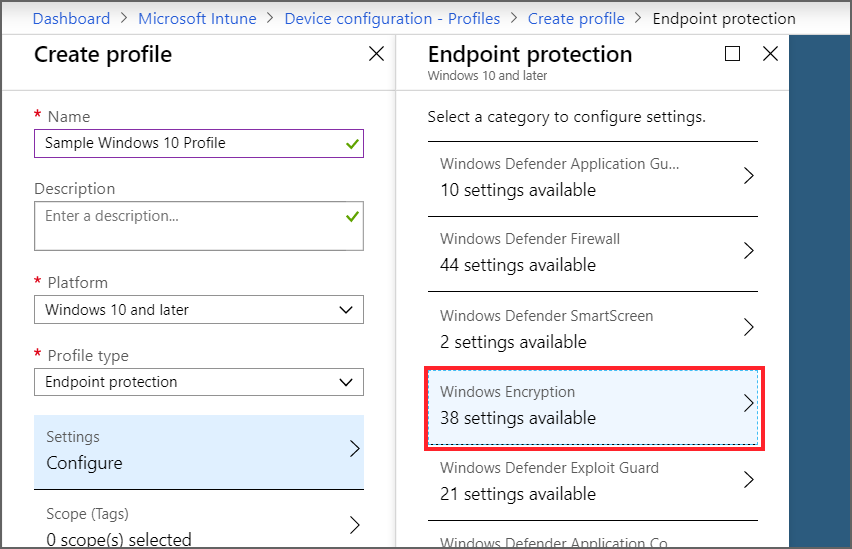 Dashboard > Microsoft Intune > Device configuration - Profiles > Create profile > Endpoint protection
Create profile
* Name
Sample Windows 10 Profile
Description
Enter a description...
* Platform
Windows 10 and later
* Profile type
Endpoint protection
Settings
Configure
Scope (Tags)
0 scope(s) selected
Endpoint protection
Windows 10 and later
Select a category to configure settings.
Windows Defender Application Gu...
10 settings available
Windows Defender Firewall
44 settings available
Windows Defender SmartScreen
2 settings available
Windows Encryption
38 settings available
Windows Defender Exploit Guard
21 settings available
Windows Defender Application Co...